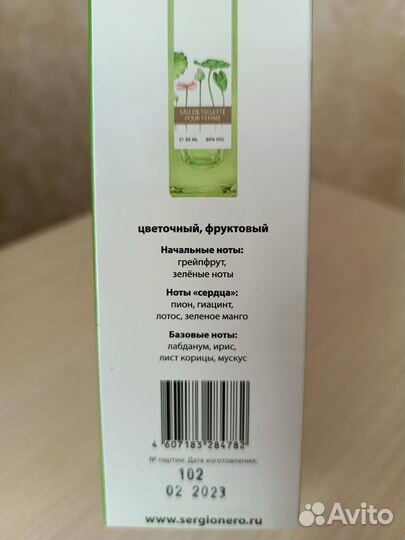 EAU DE TOILETTE
POUR FEMME
e 50 ML 80% VOL
цветочный, фруктовый
Начальные ноты:
грейпфрут,
зелёные ноты
Ноты «сердца»:
пион, гиацинт,
лотос, зеленое манго
Базовые ноты:
лабданум, ирис,
лист корицы, мускус
4 607183 284782
№ партии: Дата изготовления:
102
02 2023
www.sergionero.ru
Avito